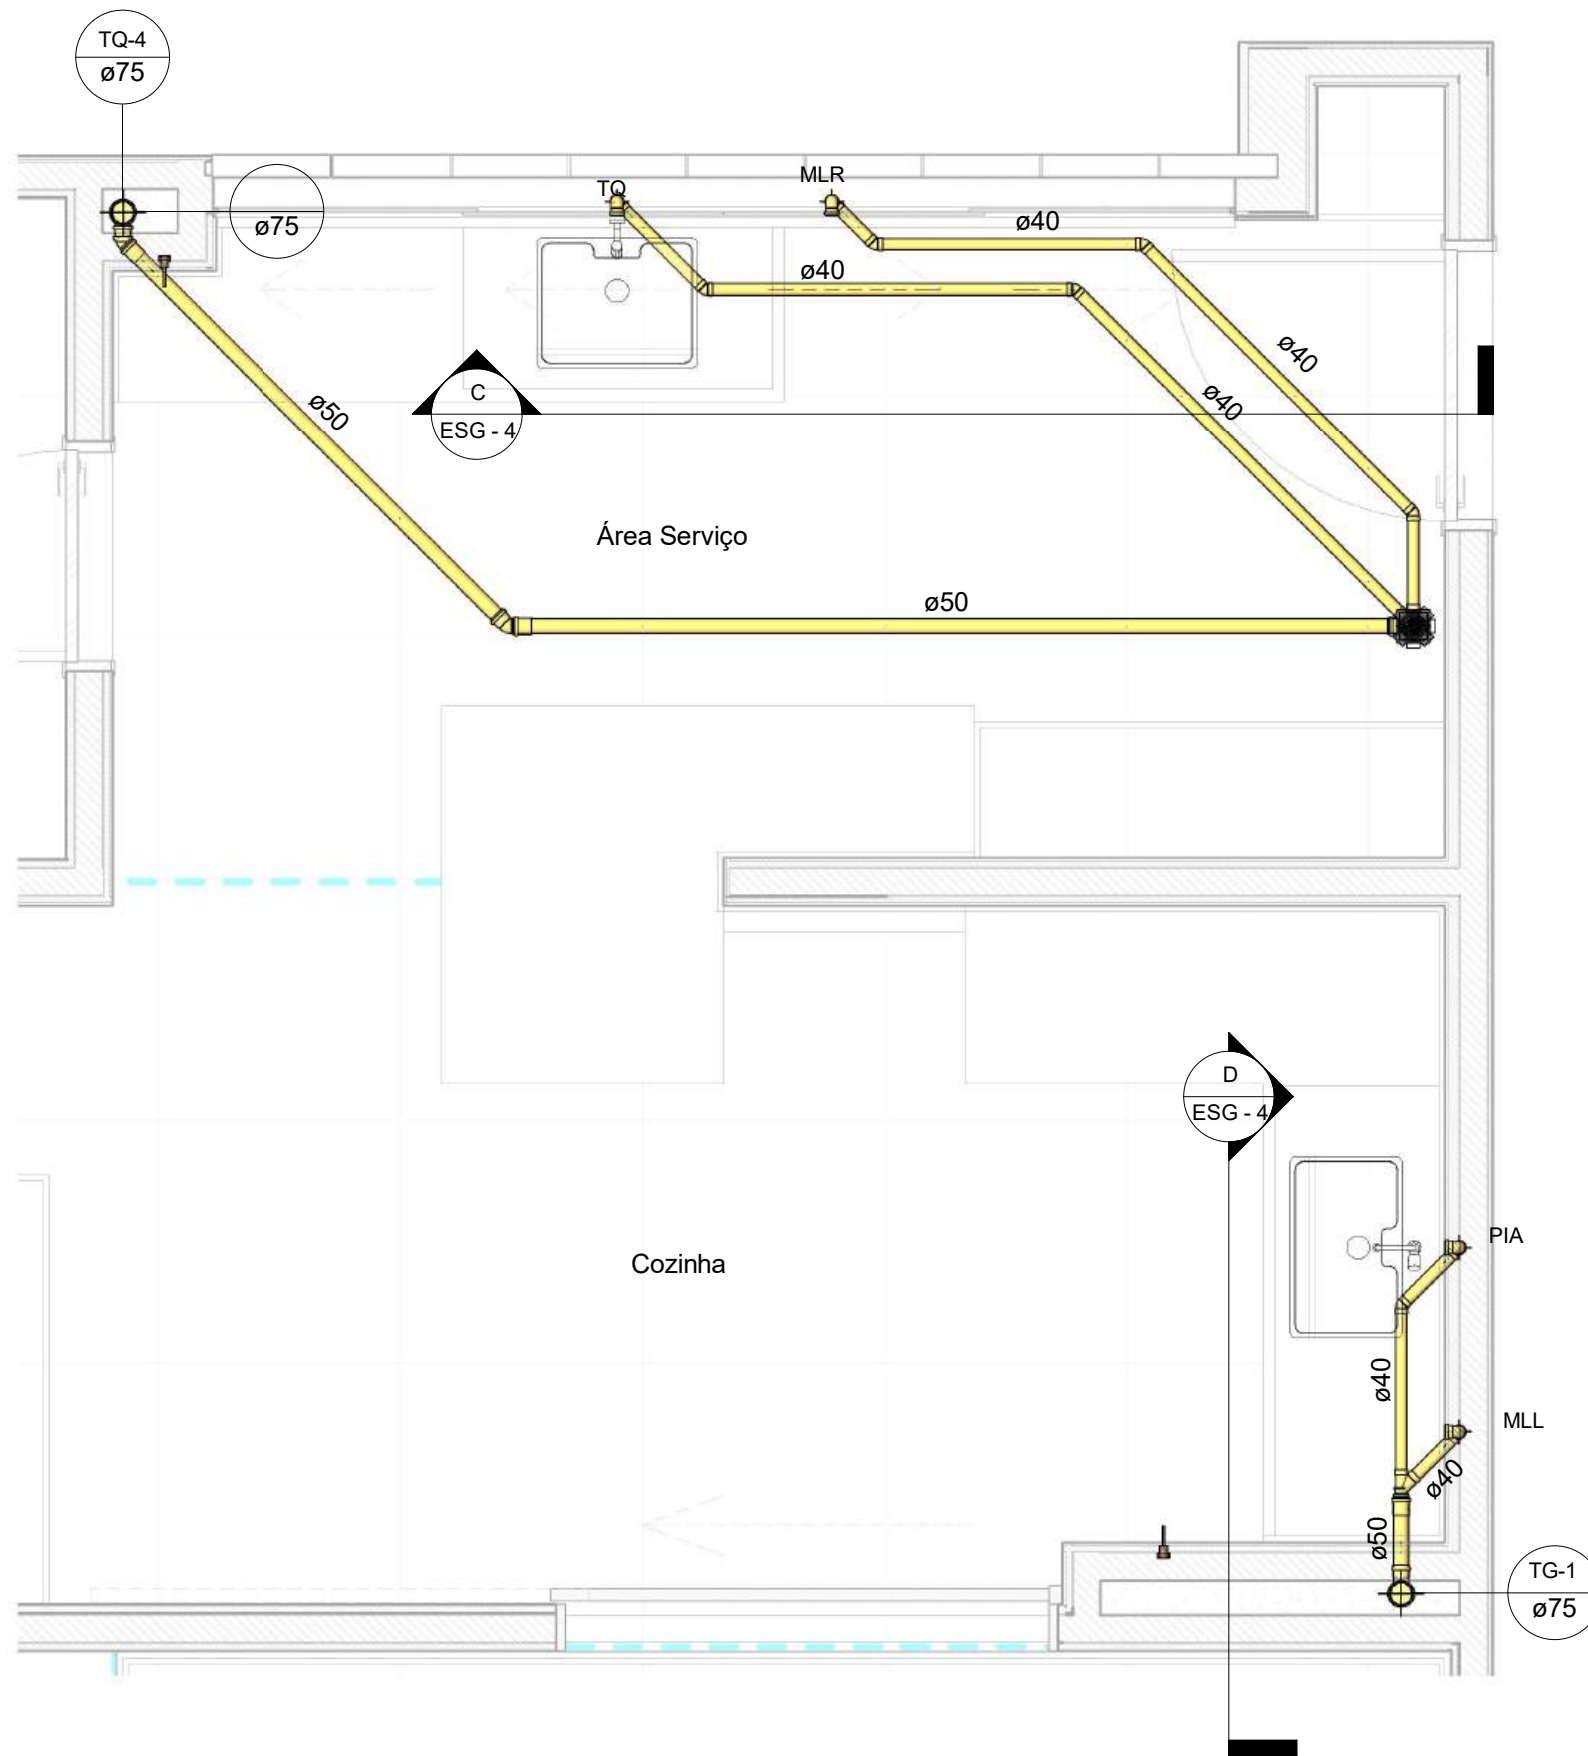 TQ-4
ø75
ø75
TQ
MLR
ø40
ø40
ø40
ø40
ø50
C
ESG - 4
Área Serviço
ø50
D
ESG - 4
PIA
Cozinha
ø40
MLL
ø40
ø50
TG-1
ø75